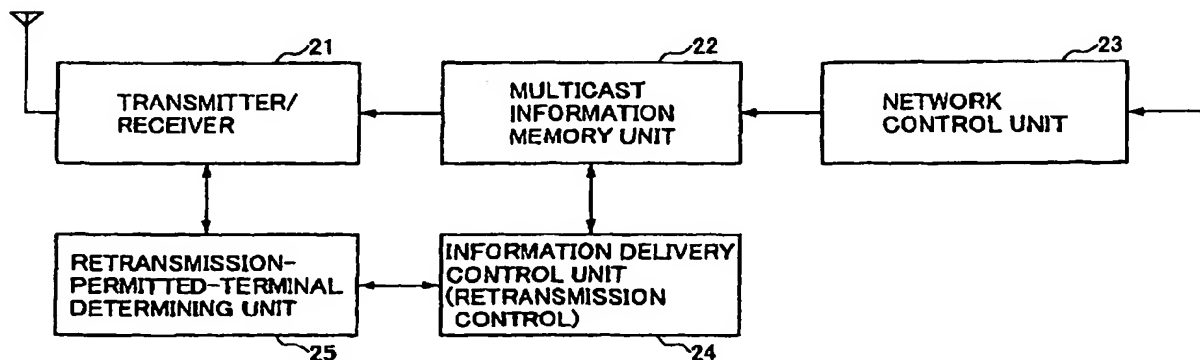 21
TRANSMITTER/
RECEIVER
22
MULTICAST
INFORMATION
MEMORY UNIT
23
NETWORK
CONTROL UNIT
RETRANSMISSION-
PERMITTED-TERMINAL
DETERMINING UNIT
25
INFORMATION DELIVERY
CONTROL UNIT
(RETRANSMISSION
CONTROL)
24